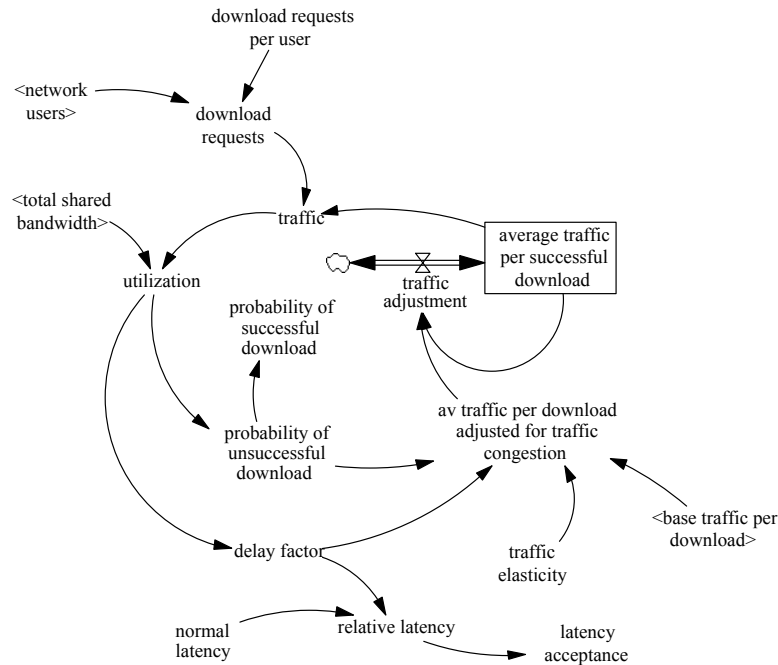 download requests
per user
<network
users>
download
requests
<total shared
bandwidth>
traffic
average traffic
per successful
download
utilization
traffic
adjustment
probability of
successful
download
av traffic per download
adjusted for traffic
congestion
probability of
unsuccessful
download
<base traffic per
download>
delay factor
traffic
elasticity
normal
latency
relative latency
latency
acceptance